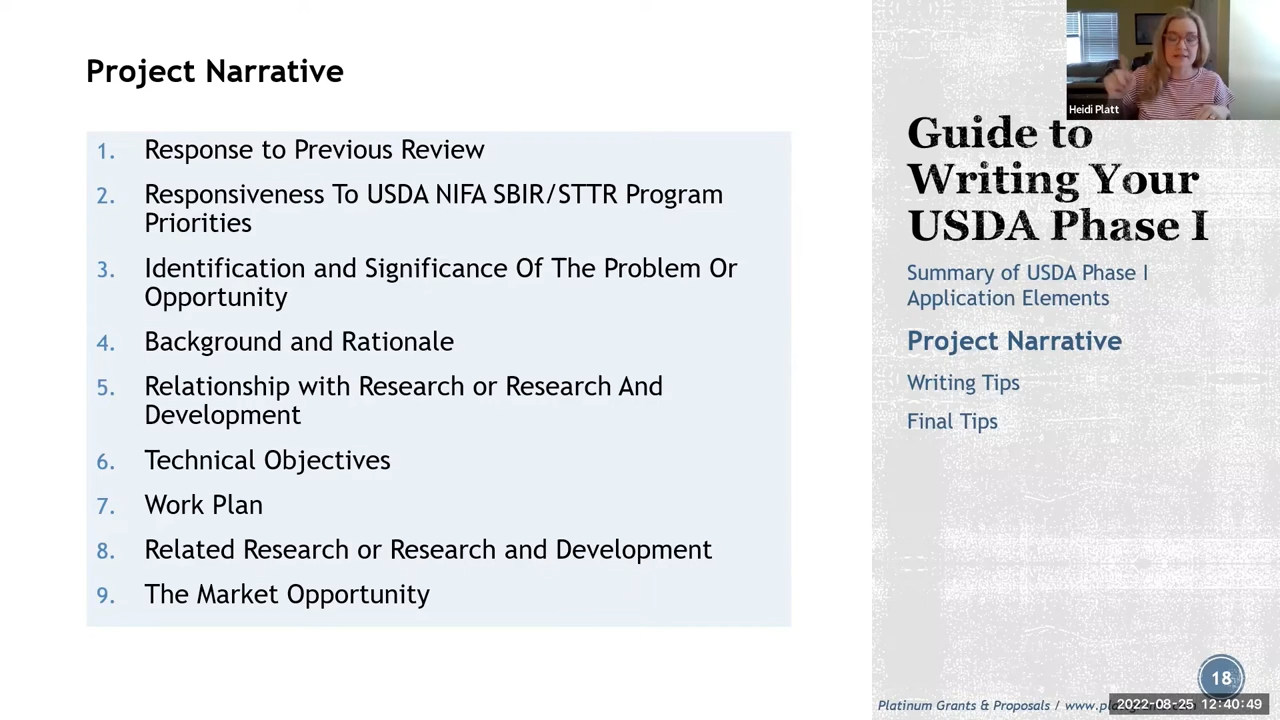 Project Narrative
1. Response to Previous Review
2. Responsiveness To USDA NIFA SBIR/STTR Program
Priorities
3. Identification and Significance Of The Problem Or
Opportunity
4. Background and Rationale
5. Relationship with Research or Research And
Development
6. Technical Objectives
7. Work Plan
8. Related Research or Research and Development
9. The Market Opportunity
Heidi Platt
Guide to
Writing Your
USDA Phase I
Summary of USDA Phase I
Application Elements
Project Narrative
Writing Tips
Final Tips
18
Platinum Grants & Proposals /
2022-08-25 12:40:49